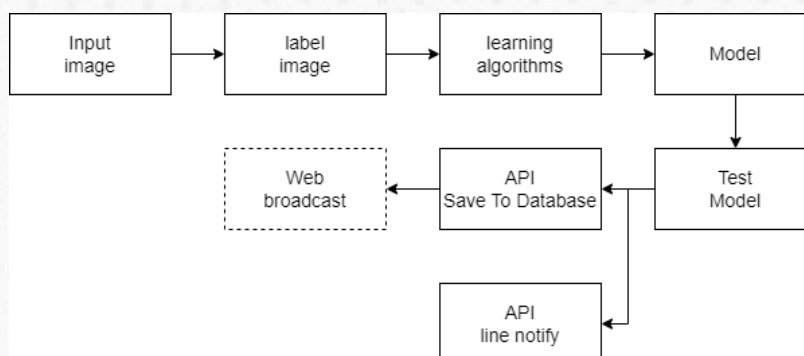 Input
image
label
image
learning
algorithms
Model
Web
broadcast
API
Save To Database
Test
Model
API
line notify